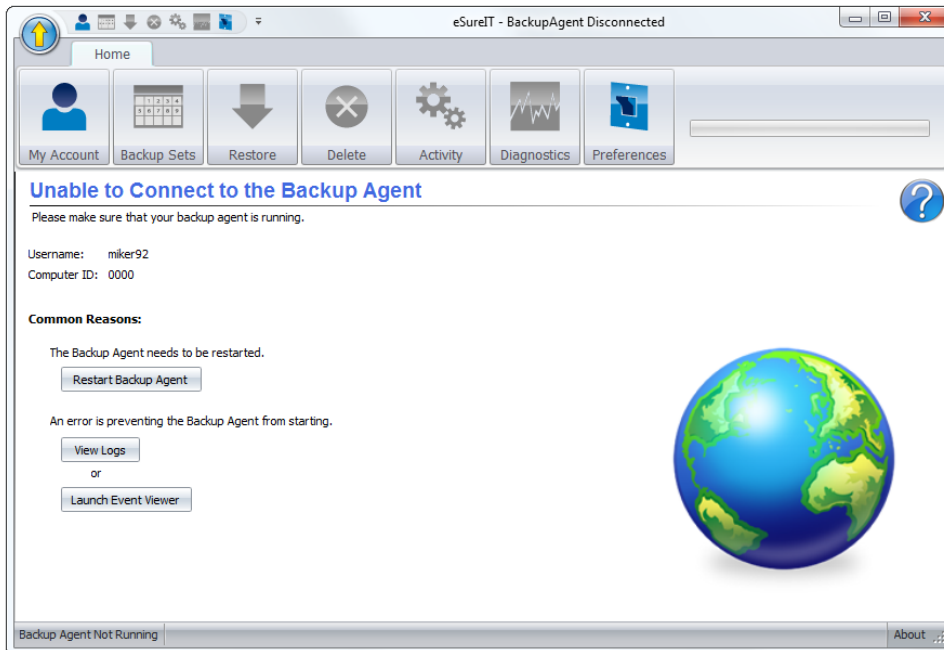 eSureIT - BackupAgent Disconnected
Home
My Account
Backup Sets
Restore
Delete
Activity
Diagnostics
Preferences
Unable to Connect to the Backup Agent
Please make sure that your backup agent is running.
Username: miker92
Computer ID: 0000
Common Reasons:
The Backup Agent needs to be restarted.
Restart Backup Agent
An error is preventing the Backup Agent from starting.
View Logs
or
Launch Event Viewer
Backup Agent Not Running
About